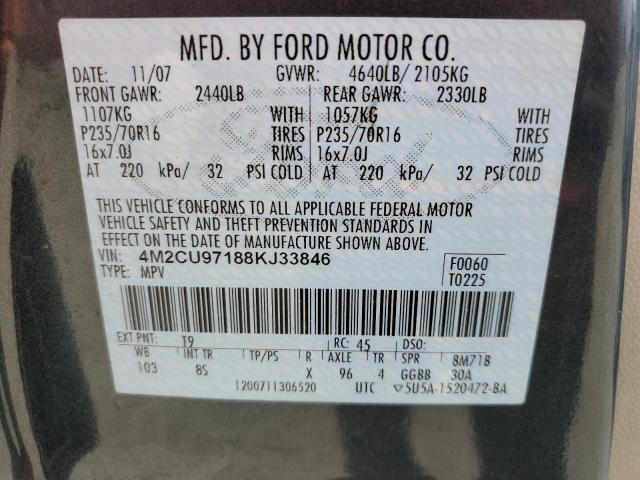 MFD. BY FORD MOTOR CO.
DATE: 11/07 GVWR: 4640LB/ 2105KG
FRONT GAWR: 2440LB REAR GAWR: 2330LB
1107KG WITH 1057KG WITH
P235/70R16 TIRES P235/70R16 TIRES
16x7.0J RIMS 16x7.0J RIMS
AT 220 kPa/ 32 PSI COLD AT 220 kPa/ 32 PSI COLD
THIS VEHICLE CONFORMS TO ALL APPLICABLE FEDERAL MOTOR
VEHICLE SAFETY AND THEFT PREVENTION STANDARDS IN
EFFECT ON THE DATE OF MANUFACTURE SHOWN ABOVE.
VIN: 4M2CU97188KJ33846 F0060
TYPE: MPV T0225
EXT PNT: T9 RC: 45 DSO:
WB INT TR TP/PS R AXLE TR SPR 8M71B
103 8S X 96 4 GGBB 30A
1200711306520 UTC ▽5U5A-1520472-BA
Ford